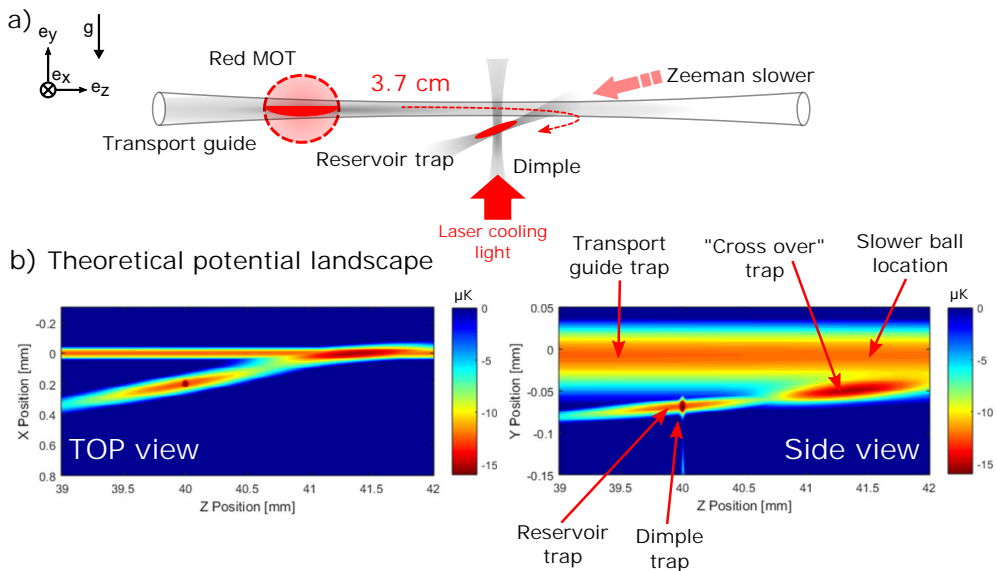 a)
e_y
g
e_x
e_z
Red MOT
3.7 cm
Zeeman slower
Transport guide
Reservoir trap
Dimple
Laser cooling
light
b) Theoretical potential landscape
Transport
guide trap
"Cross over"
trap
Slower ball
location
µK
0
-5
-10
-15
-0.2
0
0.2
0.4
0.6
0.8
X Position [mm]
TOP view
39
39.5
40
40.5
41
41.5
42
Z Position [mm]
µK
0
-5
-10
-15
0.05
0
-0.05
-0.1
-0.15
Y Position [mm]
Side view
39
39.5
40
40.5
41
41.5
42
Z Position [mm]
Reservoir
trap
Dimple
trap